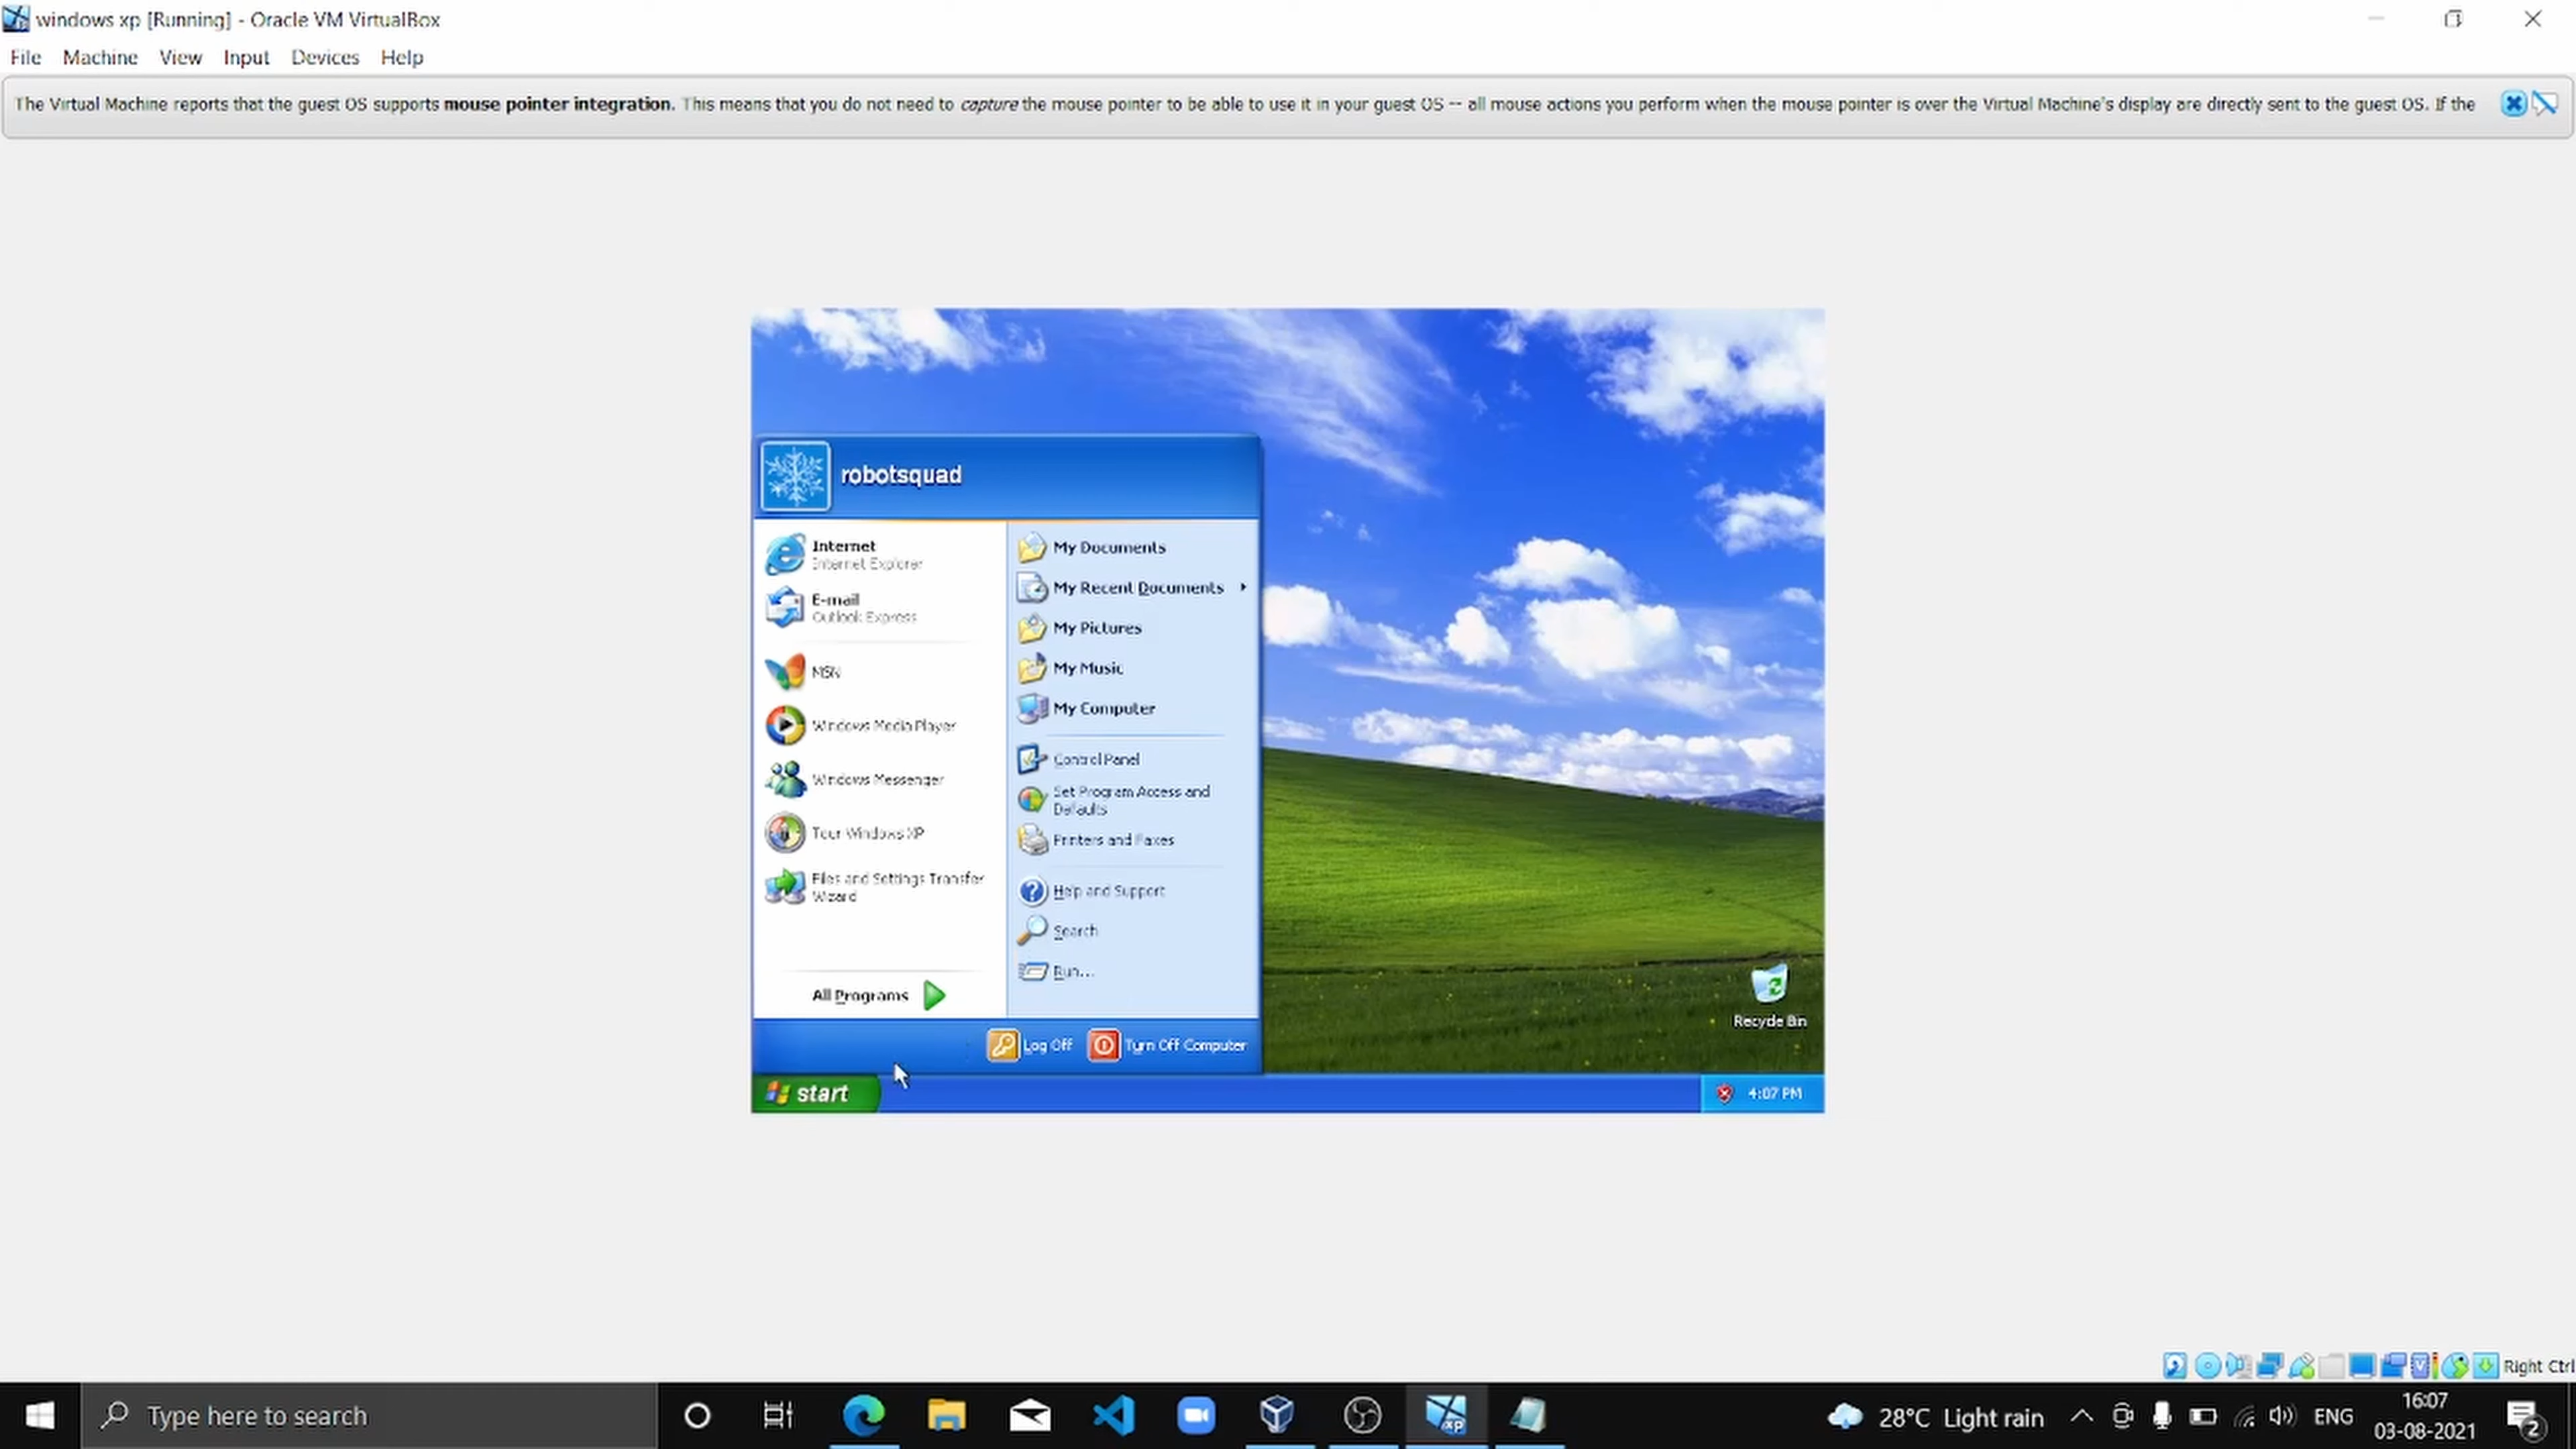 windows xp [Running] - Oracle VM VirtualBox
File Machine View Input Devices Help
The Virtual Machine reports that the guest OS supports mouse pointer integration. This means that you do not need to capture the mouse pointer to be able to use it in your guest OS -- all mouse actions you perform when the mouse pointer is over the Virtual Machine's display are directly sent to the guest OS. If the
robotsquad
Internet
Internet Explorer
E-mail
Outlook Express
MSN
Windows Media Player
Windows Messenger
Tour Windows XP
Files and Settings Transfer
Wizard
All Programs
My Documents
My Recent Documents
My Pictures
My Music
My Computer
Control Panel
Set Program Access and
Defaults
Printers and Faxes
Help and Support
Search
Run...
Log Off
Turn Off Computer
Recycle Bin
start
4:07 PM
Right Ctrl
Type here to search
xp
28°C Light rain
ENG
16:07
03-08-2021
2